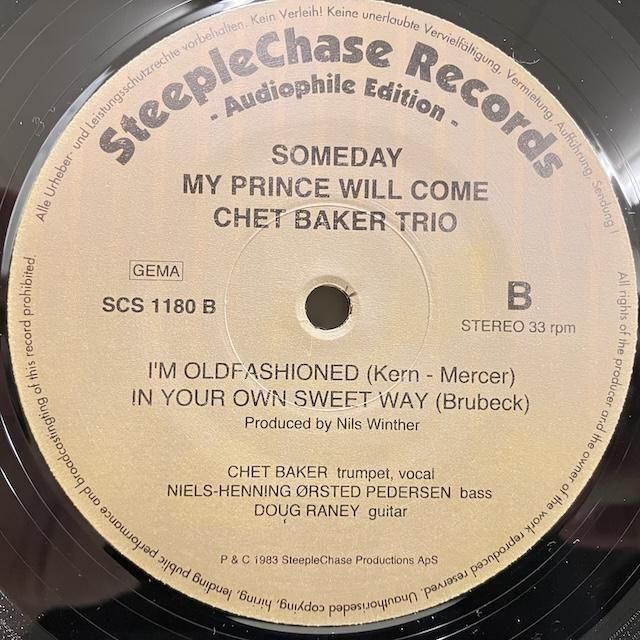 Alle Urheber- und Leistungsschutzrechte vorbehalten. Kein Verleih! Keine unerlaubte Vervielfältigung, Vermietung, Aufführung, Sendung!
SteepleChase Records
- Audiophile Edition -
SOMEDAY
MY PRINCE WILL COME
CHET BAKER TRIO
GEMA
SCS 1180 B
B
STEREO 33 rpm
I'M OLDFASHIONED (Kern - Mercer)
IN YOUR OWN SWEET WAY (Brubeck)
Produced by Nils Winther
CHET BAKER trumpet, vocal
NIELS-HENNING ØRSTED PEDERSEN bass
DOUG RANEY guitar
P & C 1983 SteepleChase Productions ApS
All rights of the producer and the owner of the work reproduced reserved. Unauthoriseded copying, hiring, lending public performance and broadcastinging of this record prohibited.